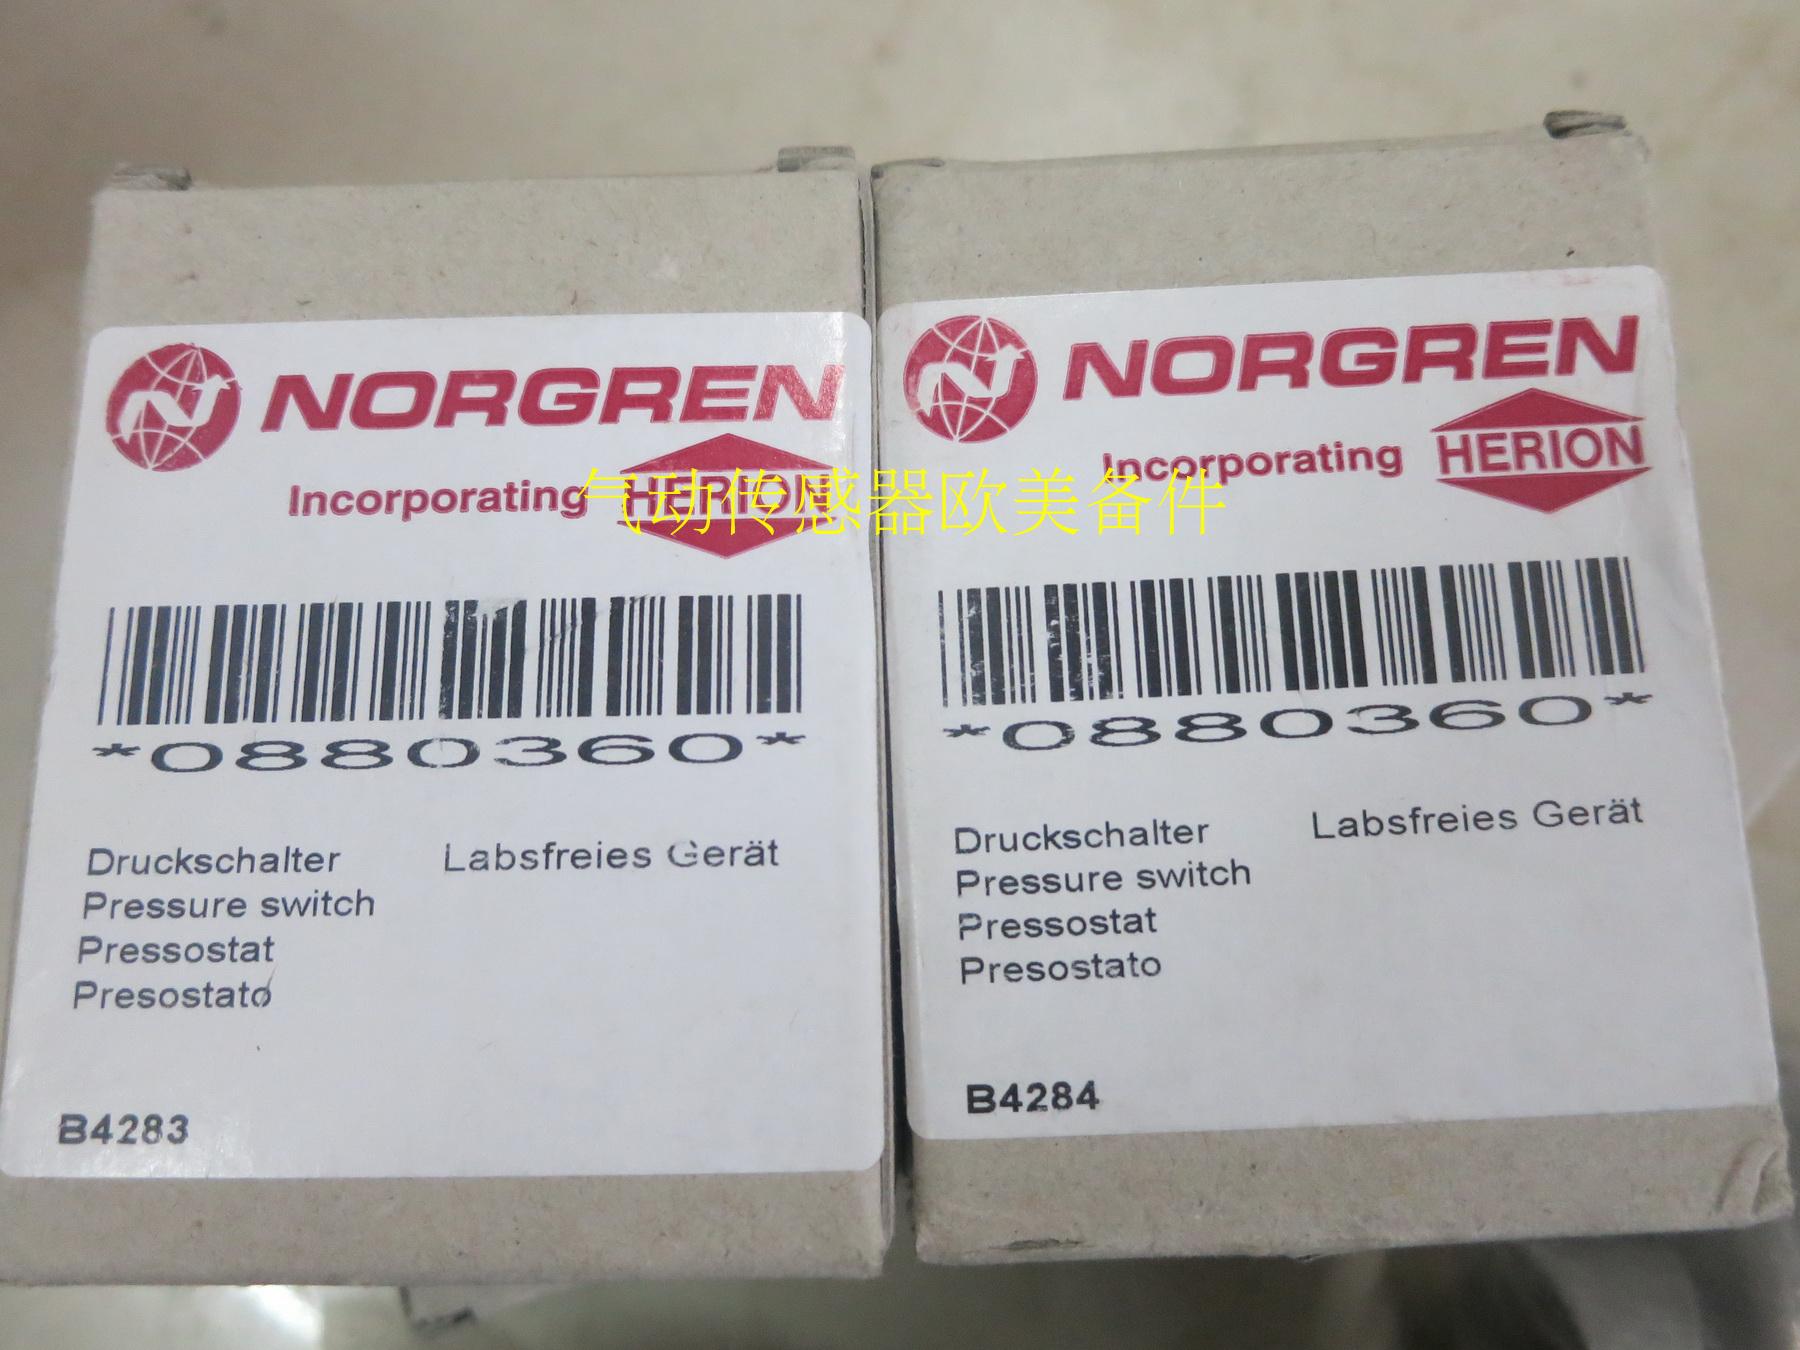 NORGREN
Incorporating HERION
*0880360*
Druckschalter Labsfreies Gerät
Pressure switch
Pressostat
Presostato
B4283
NORGREN
Incorporating HERION
*0880360*
Druckschalter Labsfreies Gerät
Pressure switch
Pressostat
Presostato
B4284
气动传感器欧美备件